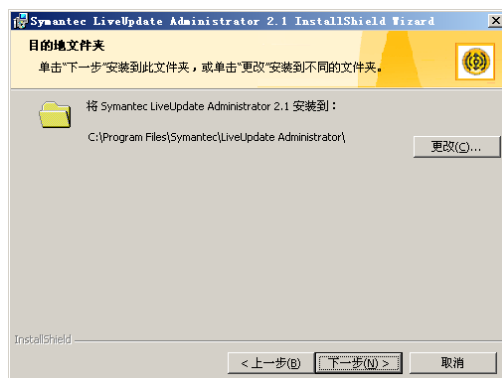 Symantec LiveUpdate Administrator 2.1 InstallShield Wizard
目的地文件夹
单击“下一步”安装到此文件夹，或单击“更改”安装到不同的文件夹。
将 Symantec LiveUpdate Administrator 2.1 安装到：
C:\Program Files\Symantec\LiveUpdate Administrator\
更改(C)...
InstallShield
< 上一步(B) 下一步(N) > 取消